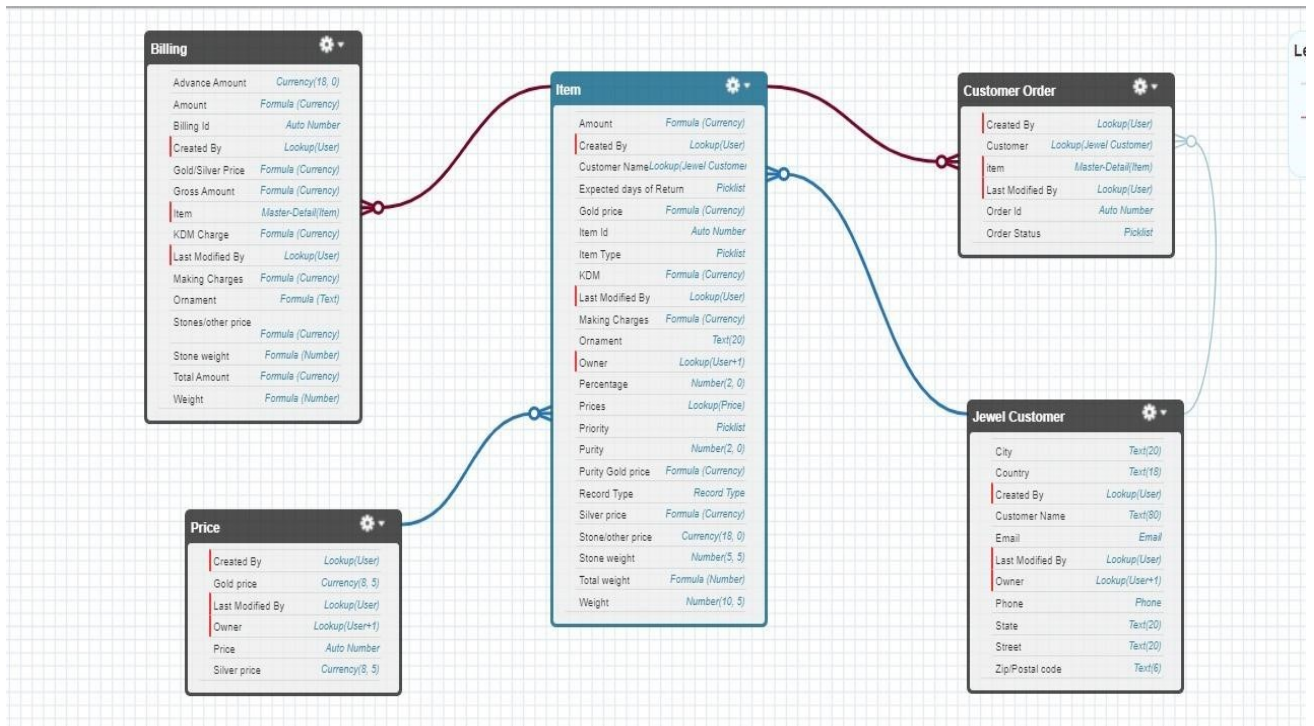 Billing
Advance Amount Currency(18, 0)
Amount Formula (Currency)
Billing Id Auto Number
Created By Lookup(User)
Gold/Silver Price Formula (Currency)
Gross Amount Formula (Currency)
Item Master-Detail(Item)
KDM Charge Formula (Currency)
Last Modified By Lookup(User)
Making Charges Formula (Currency)
Ornament Formula (Text)
Stones/other price
Formula (Currency)
Stone weight Formula (Number)
Total Amount Formula (Currency)
Weight Formula (Number)
Price
Created By Lookup(User)
Gold price Currency(8, 5)
Last Modified By Lookup(User)
Owner Lookup(User+1)
Price Auto Number
Silver price Currency(8, 5)
Item
Amount Formula (Currency)
Created By Lookup(User)
Customer Name Lookup(Jewel Customer
Expected days of Return Picklist
Gold price Formula (Currency)
Item Id Auto Number
Item Type Picklist
KDM Formula (Currency)
Last Modified By Lookup(User)
Making Charges Formula (Currency)
Ornament Text(20)
Owner Lookup(User+1)
Percentage Number(2, 0)
Prices Lookup(Price)
Priority Picklist
Purity Number(2, 0)
Purity Gold price Formula (Currency)
Record Type Record Type
Silver price Formula (Currency)
Stone/other price Currency(18, 0)
Stone weight Number(5, 5)
Total weight Formula (Number)
Weight Number(10, 5)
Customer Order
Created By Lookup(User)
Customer Lookup(Jewel Customer)
item Master-Detail(Item)
Last Modified By Lookup(User)
Order Id Auto Number
Order Status Picklist
Jewel Customer
City Text(20)
Country Text(18)
Created By Lookup(User)
Customer Name Text(80)
Email Email
Last Modified By Lookup(User)
Owner Lookup(User+1)
Phone Phone
State Text(20)
Street Text(20)
Zip/Postal code Text(6)
Le